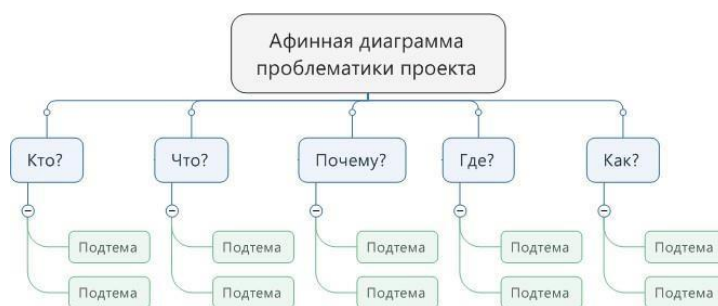 Афинная диаграмма
проблематики проекта
Кто?
Что?
Почему?
Где?
Как?
Подтема
Подтема
Подтема
Подтема
Подтема
Подтема
Подтема
Подтема
Подтема
Подтема